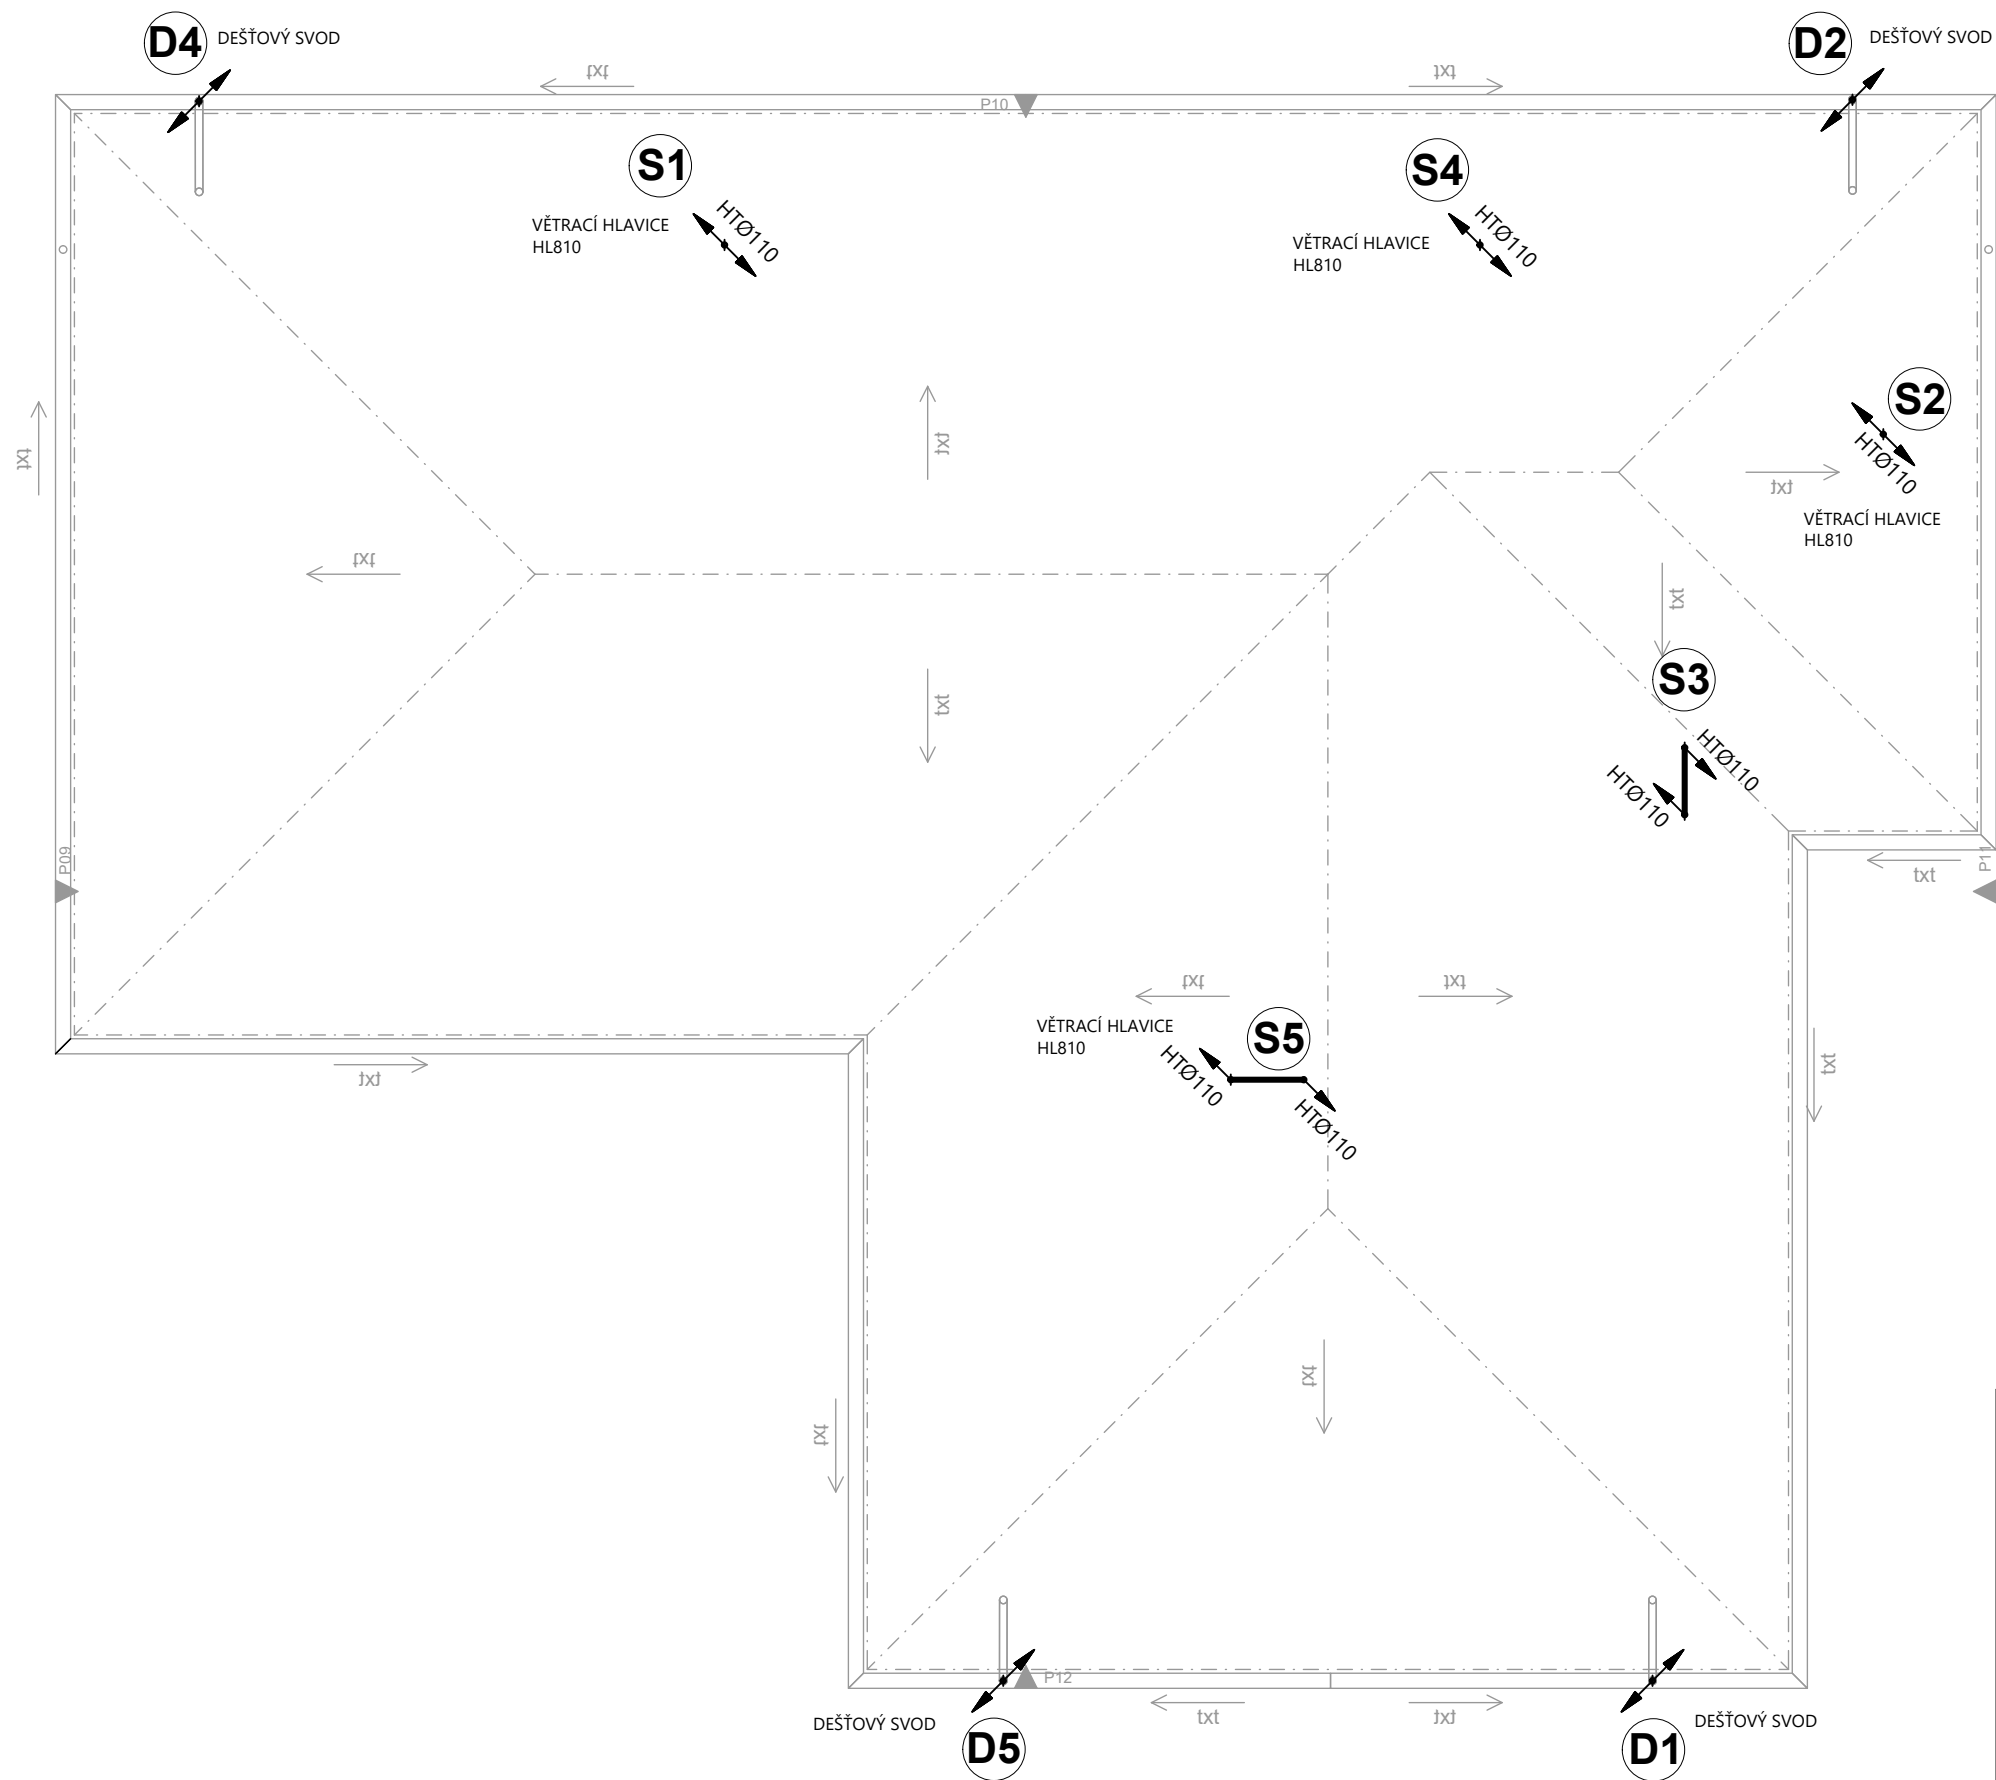 D4 DEŠŤOVÝ SVOD
D2 DEŠŤOVÝ SVOD
txt
txt
P10
S1
S4
HTØ110
HTØ110
VĚTRACÍ HLAVICE
HL810
VĚTRACÍ HLAVICE
HL810
S2
HTØ110
txt
txt
txt
VĚTRACÍ HLAVICE
HL810
txt
txt
txt
S3
HTØ110
HTØ110
P09
P11
txt
txt
txt
VĚTRACÍ HLAVICE
HL810
S5
HTØ110
HTØ110
txt
txt
txt
txt
P12
txt
txt
DEŠŤOVÝ SVOD
D5
D1
DEŠŤOVÝ SVOD